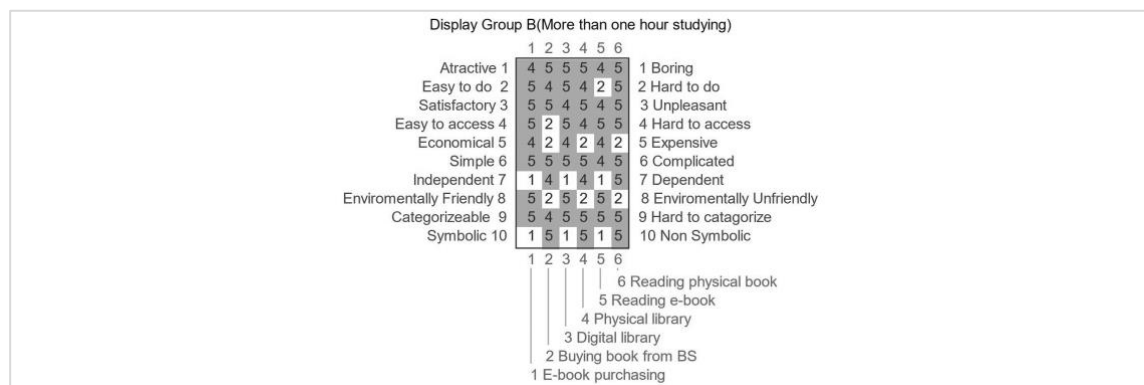 Display Group B(More than one hour studying)
1 2 3 4 5 6
Atractive 1 4 5 5 5 4 5 1 Boring
Easy to do 2 5 4 5 4 2 5 2 Hard to do
Satisfactory 3 5 5 4 5 4 5 3 Unpleasant
Easy to access 4 5 2 5 4 5 5 4 Hard to access
Economical 5 4 2 4 2 4 2 5 Expensive
Simple 6 5 5 5 5 4 5 6 Complicated
Independent 7 1 4 1 4 1 5 7 Dependent
Enviromentally Friendly 8 5 2 5 2 5 2 8 Enviromentally Unfriendly
Categorizeable 9 5 4 5 5 5 5 9 Hard to catagorize
Symbolic 10 1 5 1 5 1 5 10 Non Symbolic
1 2 3 4 5 6
6 Reading physical book
5 Reading e-book
4 Physical library
3 Digital library
2 Buying book from BS
1 E-book purchasing